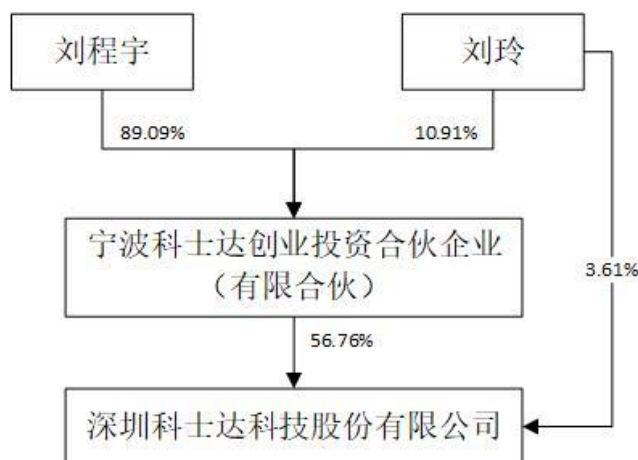 刘程宇
刘玲
89.09%
10.91%
宁波科士达创业投资合伙企业
（有限合伙）
3.61%
56.76%
深圳科士达科技股份有限公司